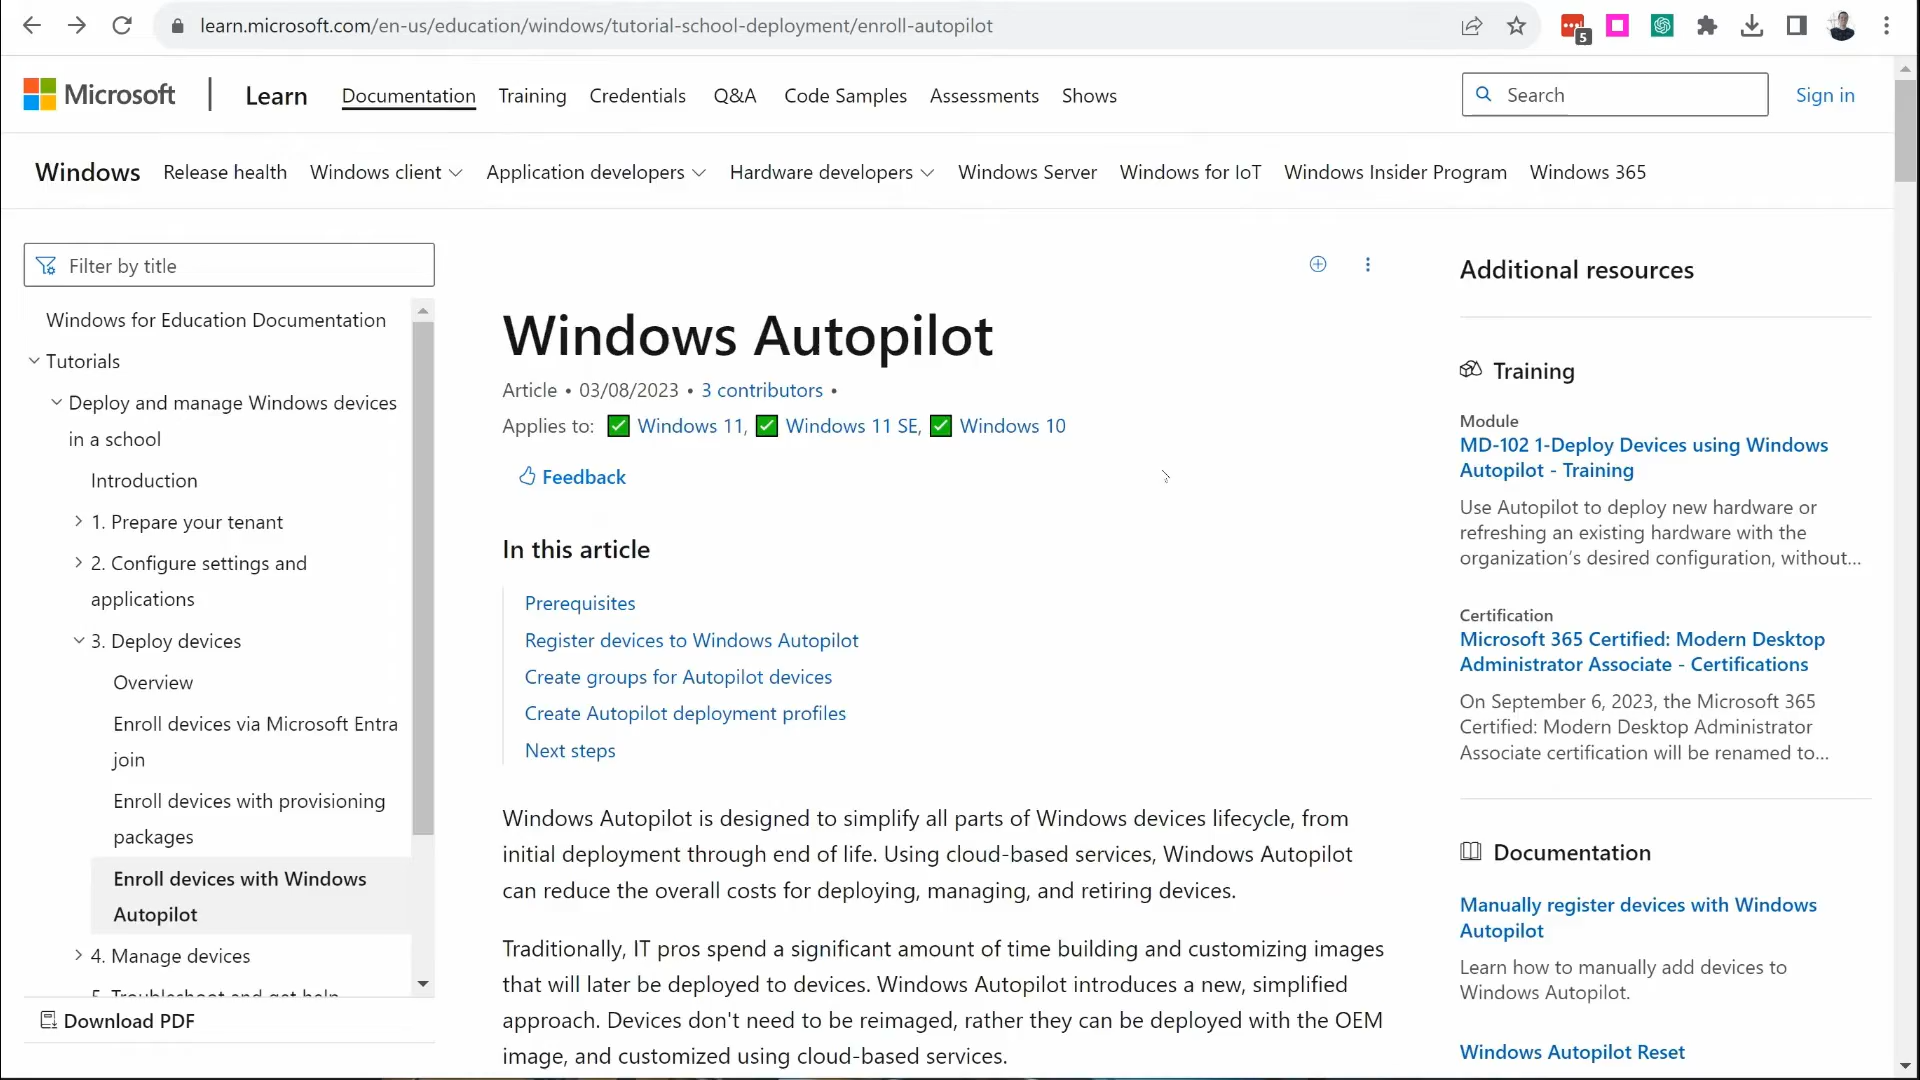 learn.microsoft.com/en-us/education/windows/tutorial-school-deployment/enroll-autopilot
5
Microsoft
Learn
Documentation
Training
Credentials
Q&A
Code Samples
Assessments
Shows
Search
Sign in
Windows
Release health
Windows client
Application developers
Hardware developers
Windows Server
Windows for IoT
Windows Insider Program
Windows 365
Filter by title
Windows for Education Documentation
Tutorials
Deploy and manage Windows devices
in a school
Introduction
1. Prepare your tenant
2. Configure settings and
applications
3. Deploy devices
Overview
Enroll devices via Microsoft Entra
join
Enroll devices with provisioning
packages
Enroll devices with Windows
Autopilot
4. Manage devices
5. Troubleshoot and get help
Download PDF
Windows Autopilot
Article • 03/08/2023 • 3 contributors •
Applies to: ✅ Windows 11, ✅ Windows 11 SE, ✅ Windows 10
Feedback
In this article
Prerequisites
Register devices to Windows Autopilot
Create groups for Autopilot devices
Create Autopilot deployment profiles
Next steps
Windows Autopilot is designed to simplify all parts of Windows devices lifecycle, from
initial deployment through end of life. Using cloud-based services, Windows Autopilot
can reduce the overall costs for deploying, managing, and retiring devices.
Traditionally, IT pros spend a significant amount of time building and customizing images
that will later be deployed to devices. Windows Autopilot introduces a new, simplified
approach. Devices don't need to be reimaged, rather they can be deployed with the OEM
image, and customized using cloud-based services.
Additional resources
Training
Module
MD-102 1-Deploy Devices using Windows
Autopilot - Training
Use Autopilot to deploy new hardware or
refreshing an existing hardware with the
organization’s desired configuration, without...
Certification
Microsoft 365 Certified: Modern Desktop
Administrator Associate - Certifications
On September 6, 2023, the Microsoft 365
Certified: Modern Desktop Administrator
Associate certification will be renamed to...
Documentation
Manually register devices with Windows
Autopilot
Learn how to manually add devices to
Windows Autopilot.
Windows Autopilot Reset